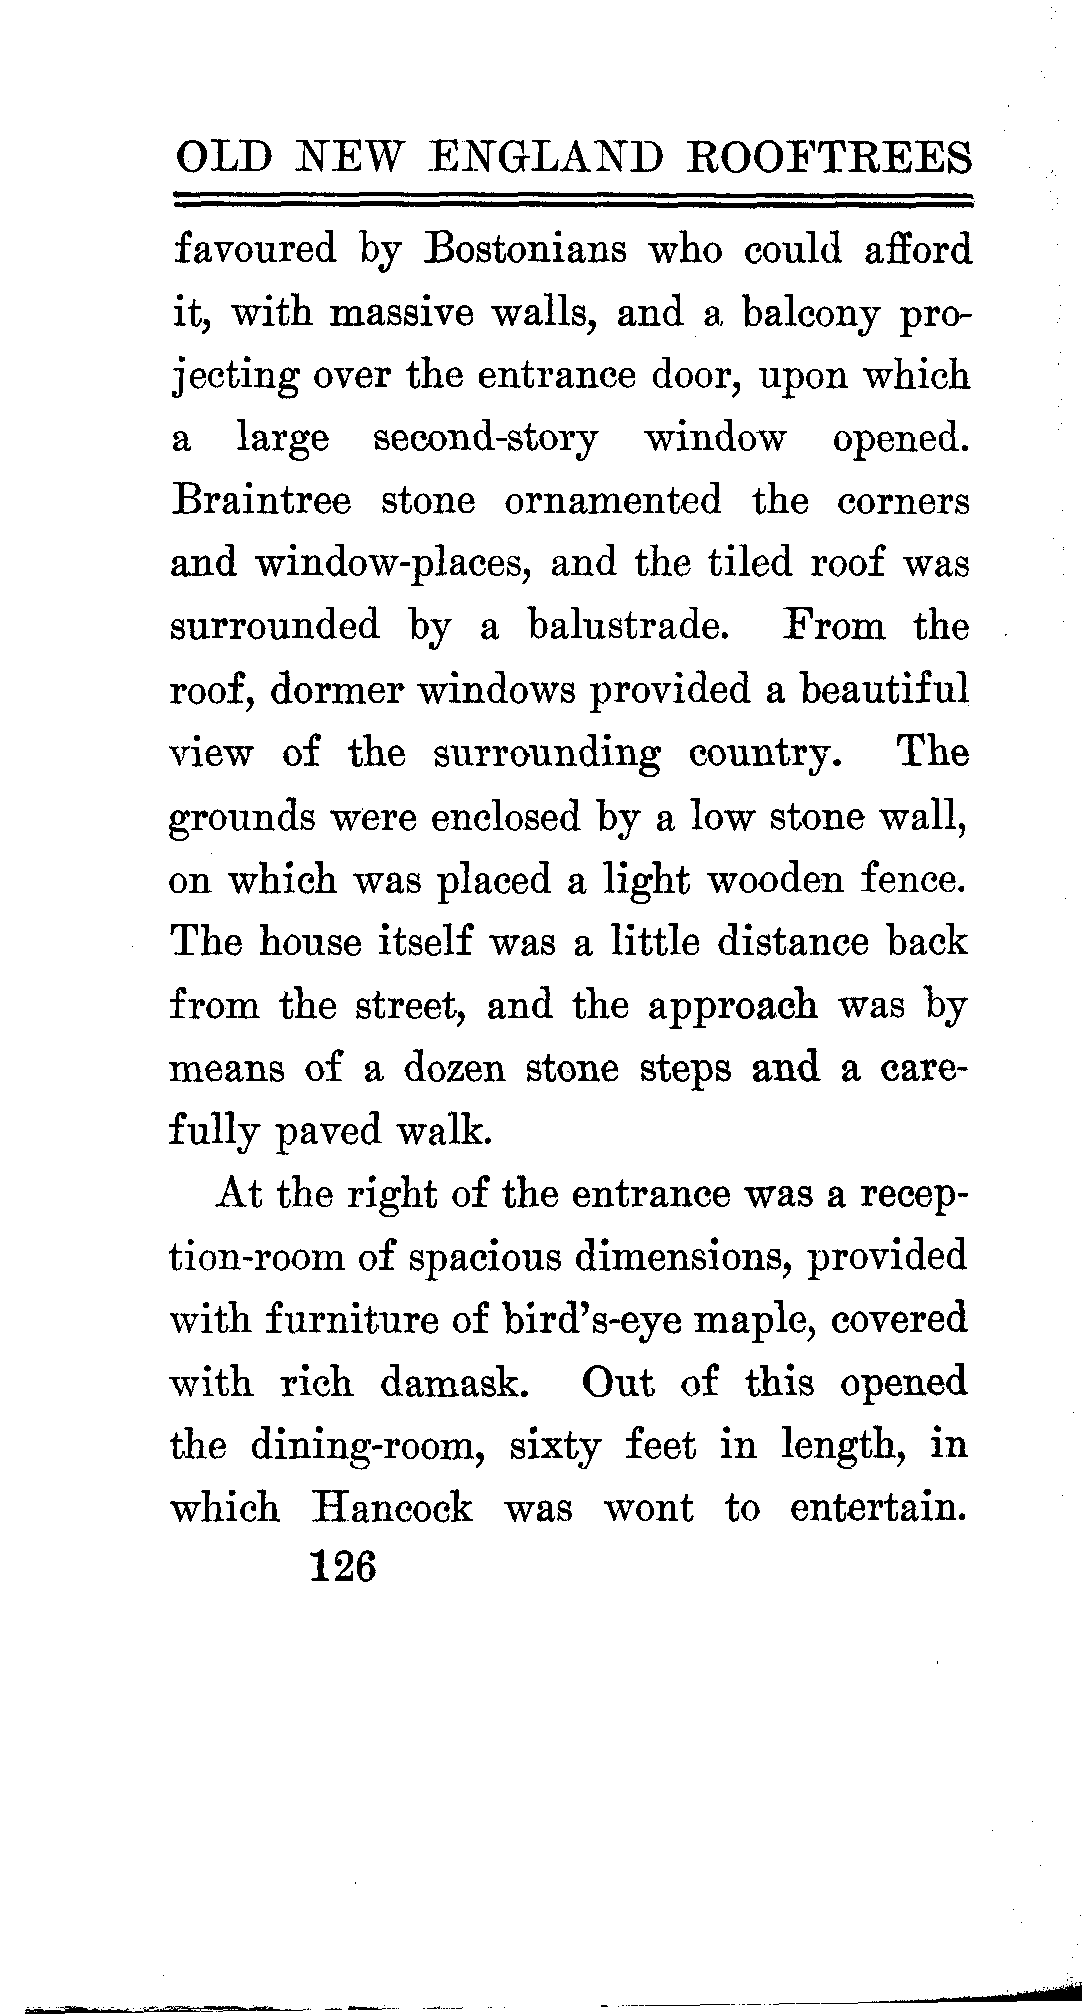 OLD NEW ENGLAND ROOFTREES
favoured by Bostonians who could afford
it, with massive walls, and a balcony pro-
jecting over the entrance door, upon which
a large second-story window opened.
Braintree stone ornamented the corners
and window-places, and the tiled roof was
surrounded by a balustrade. From the
roof, dormer windows provided a beautiful
view of the surrounding country. The
grounds were enclosed by a low stone wall,
on which was placed a light wooden fence.
The house itself was a little distance back
from the street, and the approach was by
means of a dozen stone steps and a care-
fully paved walk.
At the right of the entrance was a recep-
tion-room of spacious dimensions, provided
with furniture of bird's-eye maple, covered
with rich damask. Out of this opened
the dining-room, sixty feet in length, in
which Hancock was wont to entertain.
126